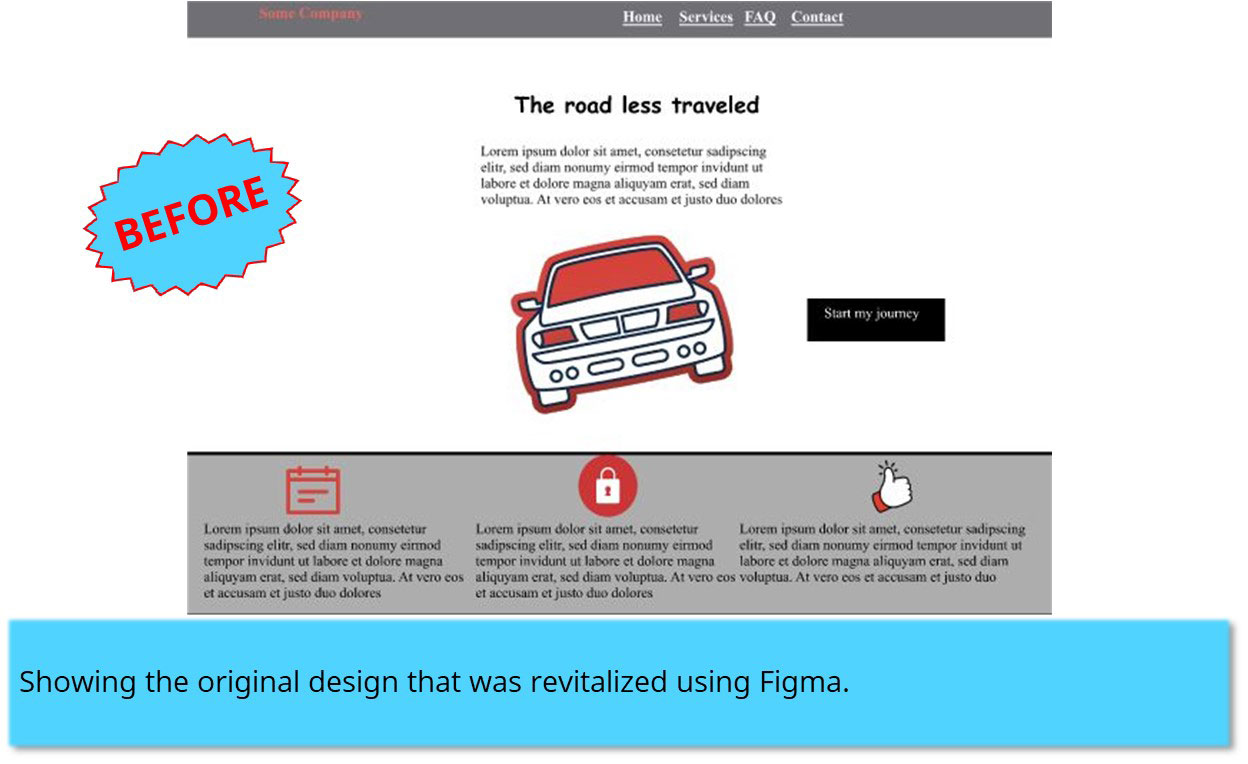 Some Company
Home Services FAQ Contact
The road less traveled
Lorem ipsum dolor sit amet, consetetur sadipscing
elitr, sed diam nonumy eirmod tempor invidunt ut
labore et dolore magna aliquyam erat, sed diam
voluptua. At vero eos et accusam et justo duo dolores
BEFORE
Start my journey
Lorem ipsum dolor sit amet, consetetur
sadipscing elitr, sed diam nonumy eirmod
tempor invidunt ut labore et dolore magna
aliquyam erat, sed diam voluptua. At vero eos
et accusam et justo duo dolores
Lorem ipsum dolor sit amet, consetetur
sadipscing elitr, sed diam nonumy eirmod
tempor invidunt ut labore et dolore magna
aliquyam erat, sed diam voluptua. At vero eos
et accusam et justo duo dolores
Lorem ipsum dolor sit amet, consetetur sadipscing
elitr, sed diam nonumy eirmod tempor invidunt ut
labore et dolore magna aliquyam erat, sed diam
voluptua. At vero eos et accusam et justo duo
Showing the original design that was revitalized using Figma.